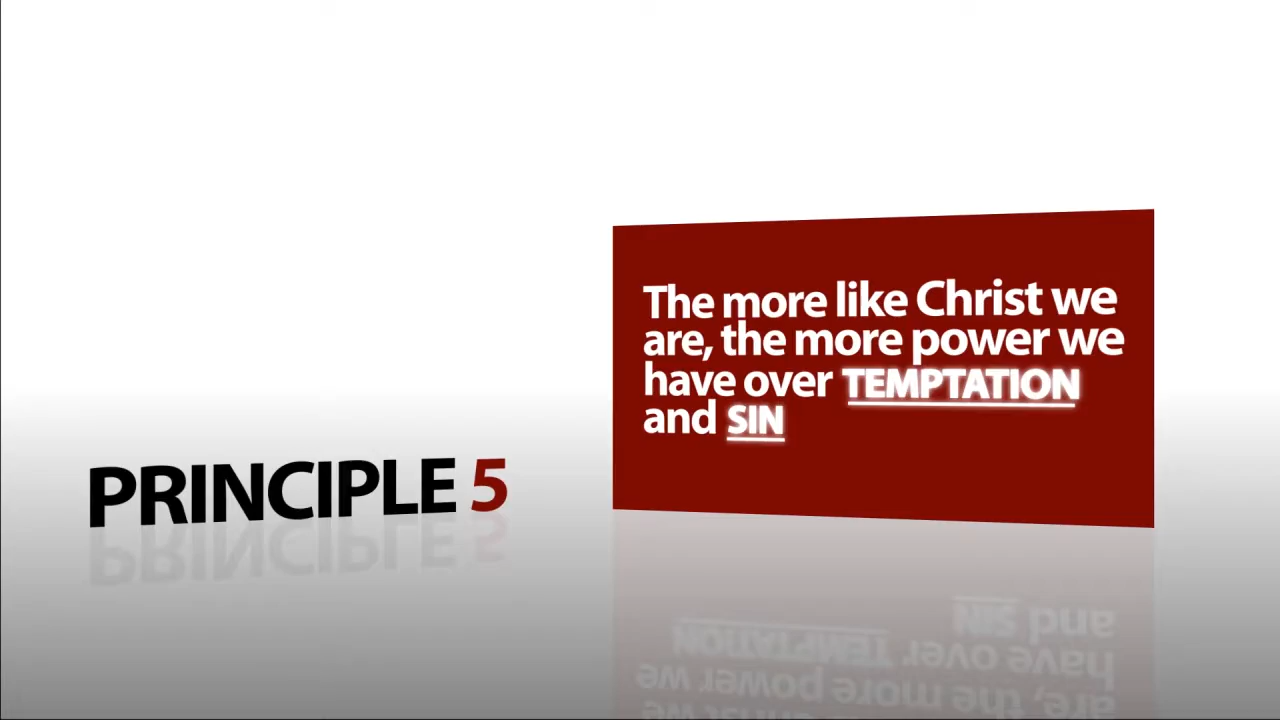 PRINCIPLE 5
The more like Christ we
are, the more power we
have over TEMPTATION
and SIN